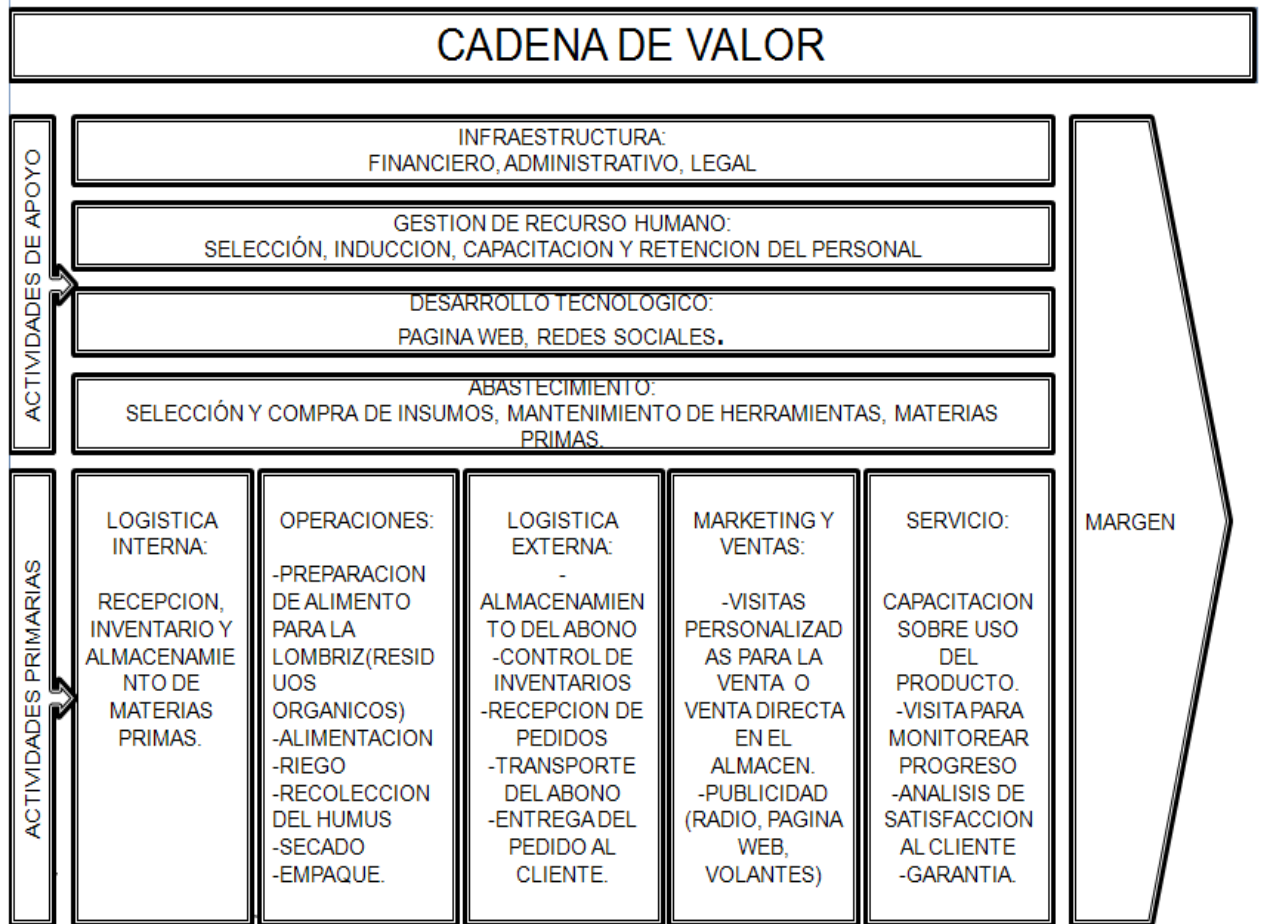 CADENA DE VALOR
ACTIVIDADES DE APOYO
INFRAESTRUCTURA:
FINANCIERO, ADMINISTRATIVO, LEGAL
GESTION DE RECURSO HUMANO:
SELECCIÓN, INDUCCION, CAPACITACION Y RETENCION DEL PERSONAL
DESARROLLO TECNOLOGICO:
PAGINA WEB, REDES SOCIALES.
ABASTECIMIENTO:
SELECCIÓN Y COMPRA DE INSUMOS, MANTENIMIENTO DE HERRAMIENTAS, MATERIAS
PRIMAS.
ACTIVIDADES PRIMARIAS
LOGISTICA
INTERNA:
RECEPCION,
INVENTARIO Y
ALMACENAMIE
NTO DE
MATERIAS
PRIMAS.
OPERACIONES:
-PREPARACION
DE ALIMENTO
PARA LA
LOMBRIZ(RESID
UOS
ORGANICOS)
-ALIMENTACION
-RIEGO
-RECOLECCION
DEL HUMUS
-SECADO
-EMPAQUE.
LOGISTICA
EXTERNA:
-
ALMACENAMIEN
TO DEL ABONO
-CONTROL DE
INVENTARIOS
-RECEPCION DE
PEDIDOS
-TRANSPORTE
DEL ABONO
-ENTREGA DEL
PEDIDO AL
CLIENTE.
MARKETING Y
VENTAS:
-VISITAS
PERSONALIZAD
AS PARA LA
VENTA O
VENTA DIRECTA
EN EL
ALMACEN.
-PUBLICIDAD
(RADIO, PAGINA
WEB,
VOLANTES)
SERVICIO:
CAPACITACION
SOBRE USO
DEL
PRODUCTO.
-VISITA PARA
MONITOREAR
PROGRESO
-ANALISIS DE
SATISFACCION
AL CLIENTE
-GARANTIA.
MARGEN